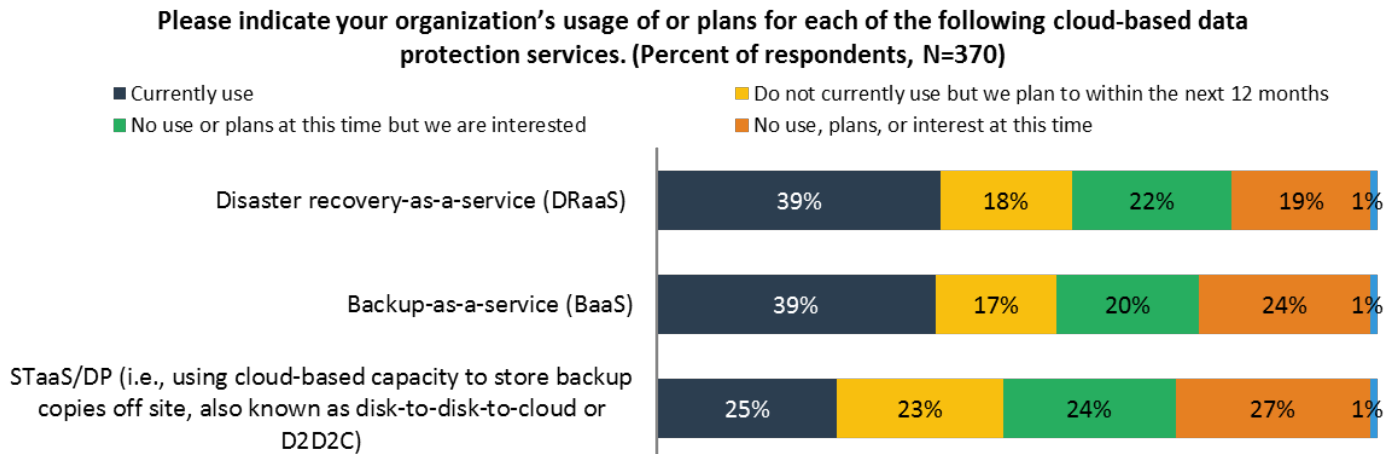 Please indicate your organization’s usage of or plans for each of the following cloud-based data
protection services. (Percent of respondents, N=370)
Currently use
Do not currently use but we plan to within the next 12 months
No use or plans at this time but we are interested
No use, plans, or interest at this time
Disaster recovery-as-a-service (DRaaS)
39% 18% 22% 19% 1%
Backup-as-a-service (BaaS)
39% 17% 20% 24% 1%
STaaS/DP (i.e., using cloud-based capacity to store backup
copies off site, also known as disk-to-disk-to-cloud or
D2D2C)
25% 23% 24% 27% 1%